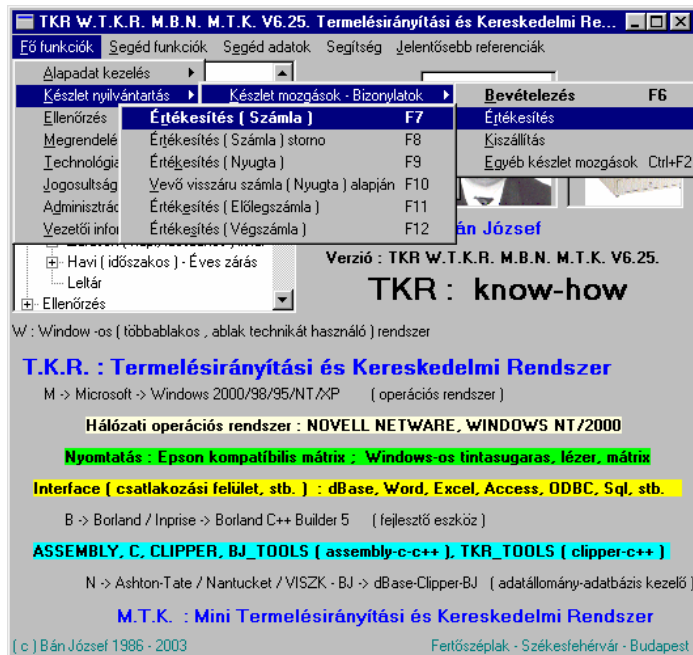 TKR W.T.K.R. M.B.N. M.T.K. V6.25. Termelésirányítási és Kereskedelmi Re...
Fő funkciók Segéd funkciók Segéd adatok Segítség Jelentősebb referenciák
Alapadat kezelés
Készlet nyilvántartás
Ellenőrzés
Megrendelé
Technológia
Jogosultság
Adminisztrác
Vezetői infor
Készlet mozgások - Bizonylatok
Bevételezés F6
Értékesítés
Kiszállítás
Egyéb készlet mozgások Ctrl+F2
Értékesítés ( Számla ) F7
Értékesítés ( Számla ) storno F8
Értékesítés ( Nyugta ) F9
Vevő visszáru számla ( Nyugta ) alapján F10
Értékesítés ( Előlegszámla ) F11
Értékesítés ( Végszámla ) F12
án József
Havi ( időszakos ) - Éves zárás
Leltár
Ellenőrzés
Verzió : TKR W.T.K.R. M.B.N. M.T.K. V6.25.
TKR : know-how
W : Window -os ( többablakos , ablak technikát használó ) rendszer
T.K.R. : Termelésirányítási és Kereskedelmi Rendszer
M -> Microsoft -> Windows 2000/98/95/NT/XP ( operációs rendszer )
Hálózati operációs rendszer : NOVELL NETWARE, WINDOWS NT/2000
Nyomtatás : Epson kompatíbilis mátrix ; Windows-os tintasugaras, lézer, mátrix
Interface ( csatlakozási felület, stb. ) : dBase, Word, Excel, Access, ODBC, Sql, stb.
B -> Borland / Inprise -> Borland C++ Builder 5 ( fejlesztő eszköz )
ASSEMBLY, C, CLIPPER, BJ_TOOLS ( assembly-c-c++ ), TKR_TOOLS ( clipper-c++ )
N -> Ashton-Tate / Nantucket / VISZK - BJ -> dBase-Clipper-BJ ( adatállomány-adatbázis kezelő )
M.T.K. : Mini Termelésirányítási és Kereskedelmi Rendszer
( c ) Bán József 1986 - 2003
Fertőszéplak - Székesfehérvár - Budapest